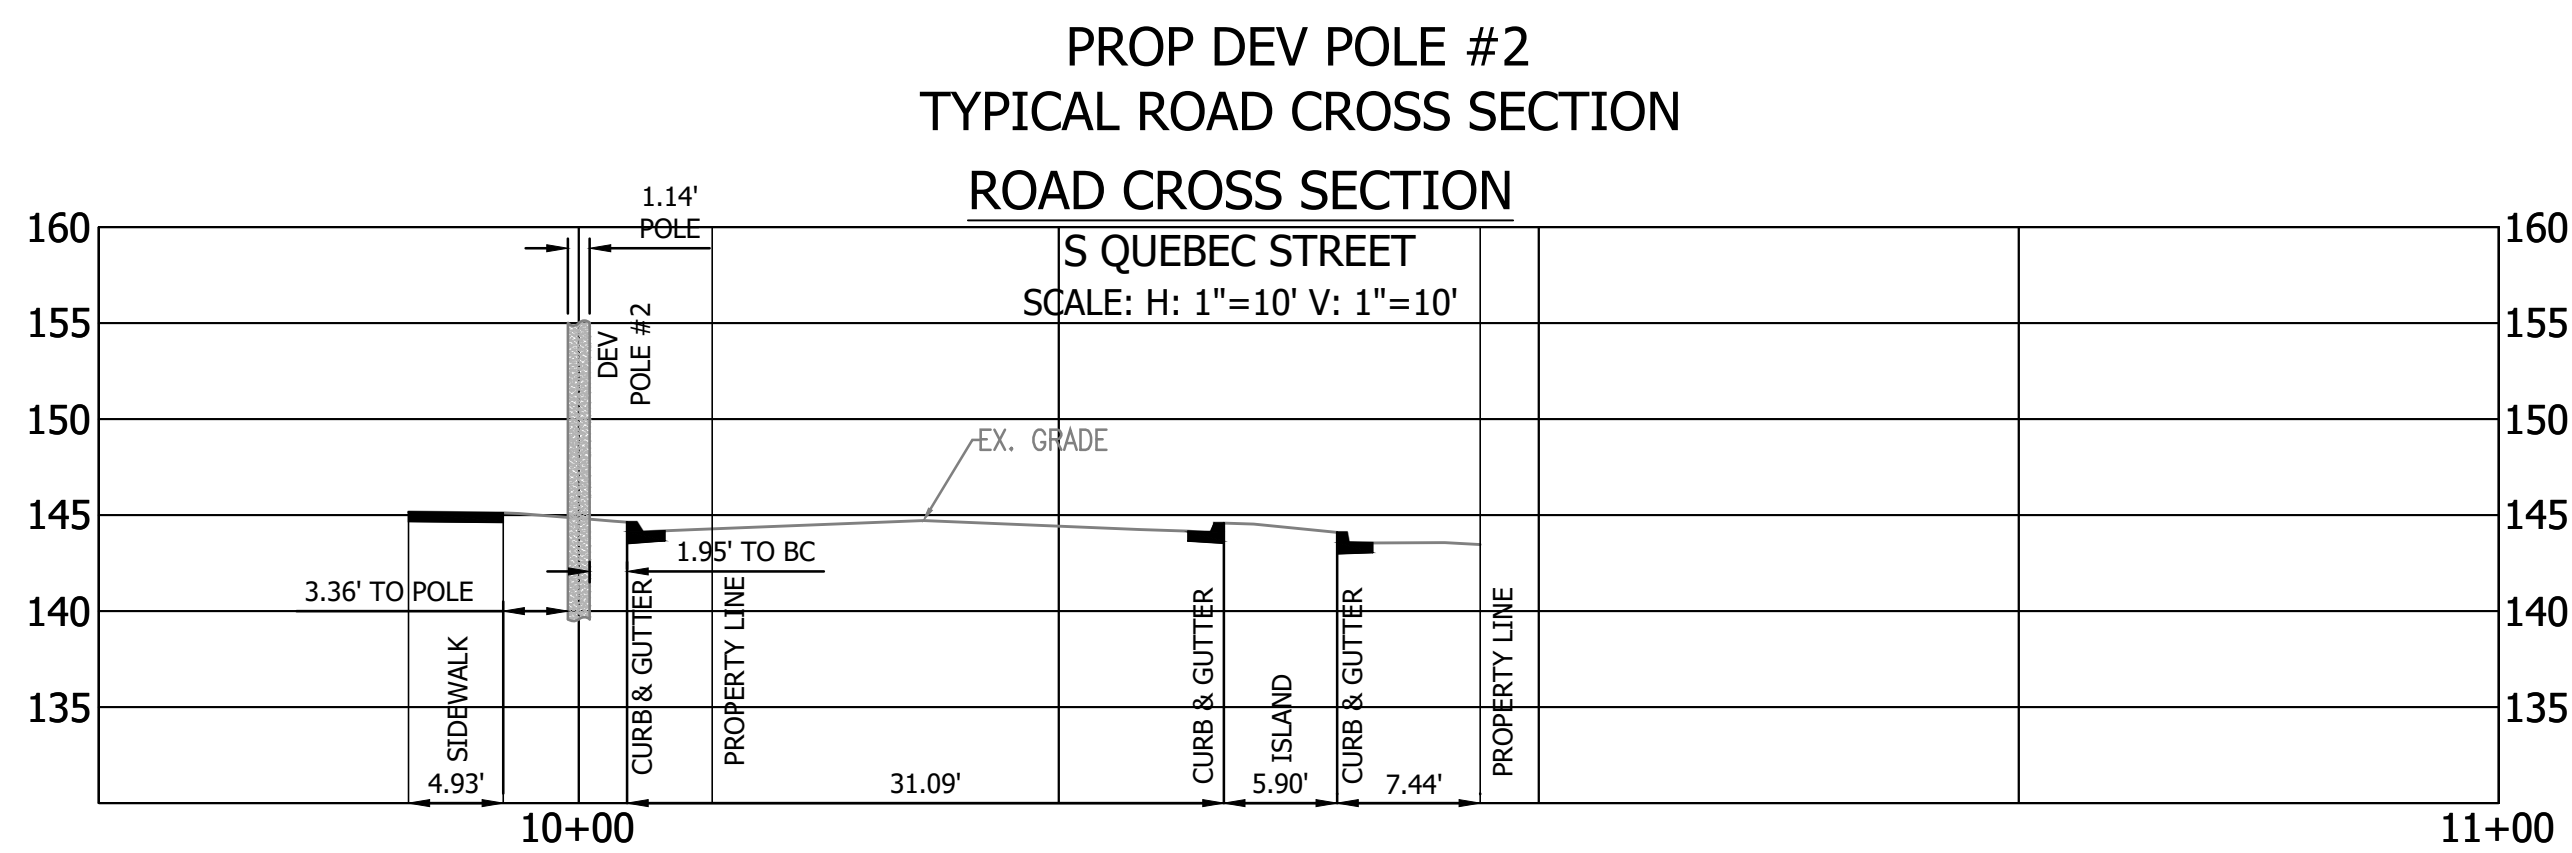 PROP DEV POLE #2
TYPICAL ROAD CROSS SECTION
ROAD CROSS SECTION
S QUEBEC STREET
SCALE: H: 1"=10' V: 1"=10'
1.14'
POLE
160
160
155
155
DEV
POLE #2
150
150
EX. GRADE
145
145
1.95' TO BC
3.36' TO POLE
140
140
135
135
SIDEWALK
CURB & GUTTER
PROPERTY LINE
CURB & GUTTER
ISLAND
CURB & GUTTER
PROPERTY LINE
4.93'
31.09'
5.90'
7.44'
10+00
11+00